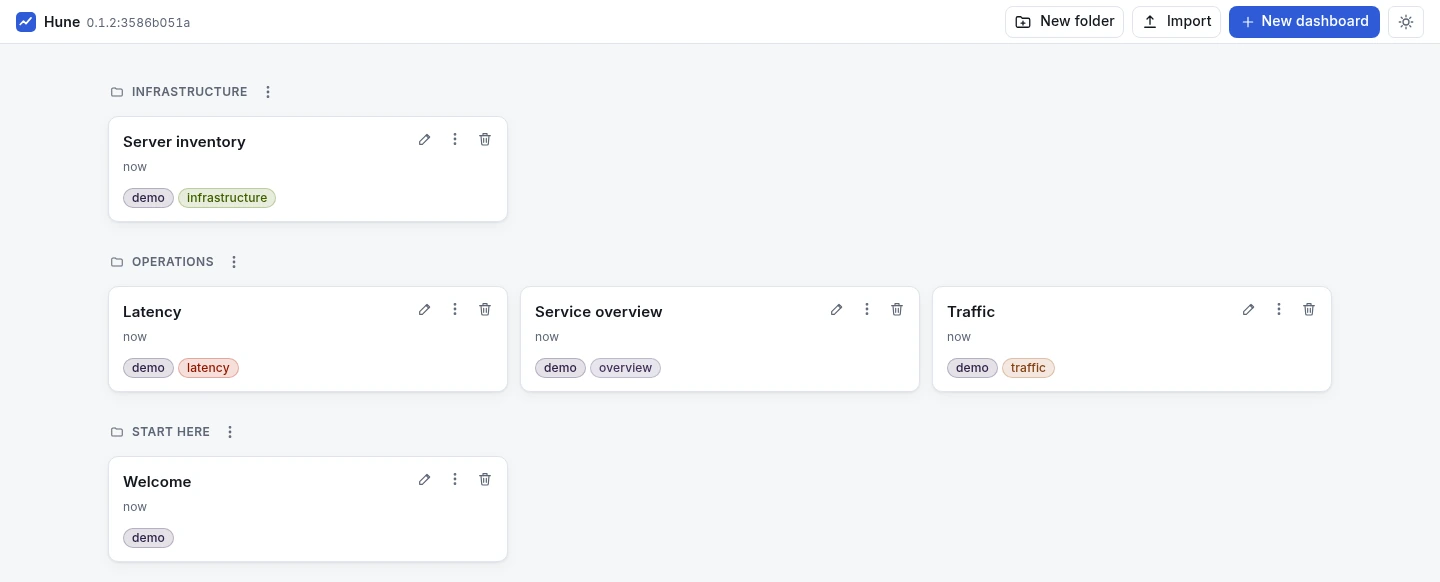 Hune 0.1.2:3586b051a New folder Import New dashboard
INFRASTRUCTURE
Server inventory
now
demo infrastructure
OPERATIONS
Latency Service overview Traffic
now now now
demo latency demo overview demo traffic
START HERE
Welcome
now
demo